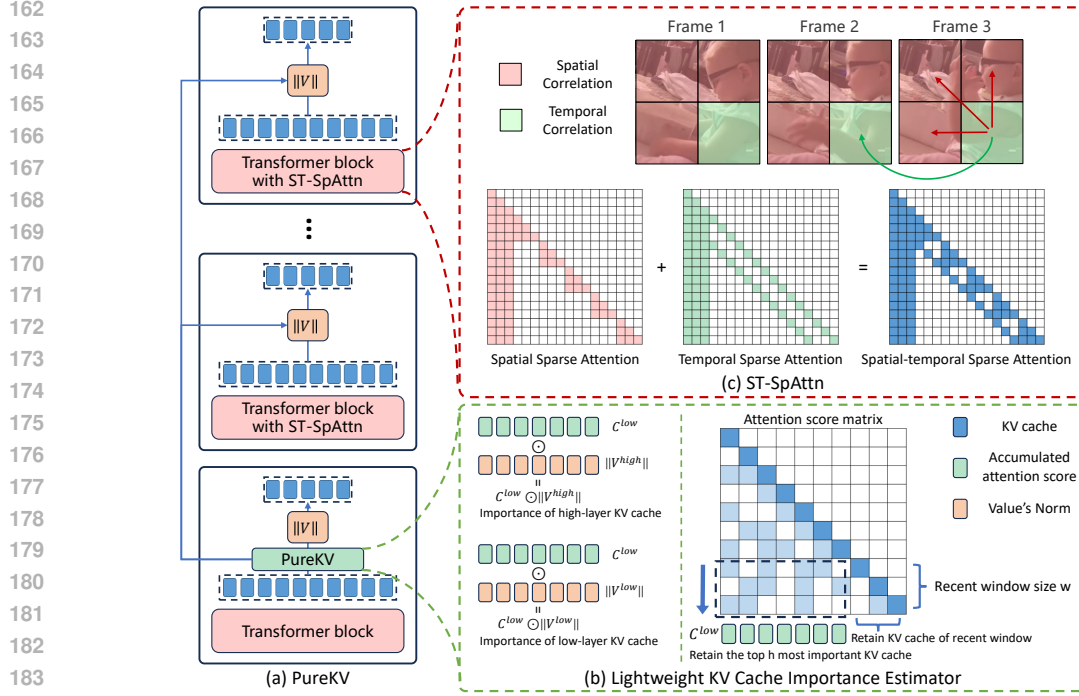 162
163
164
165
166
167
168
169
170
171
172
173
174
175
176
177
178
179
180
181
182
183
‖V‖
Transformer block
with ST-SpAttn
‖V‖
Transformer block
with ST-SpAttn
‖V‖
PureKV
Transformer block
(a) PureKV
Frame 1
Frame 2
Frame 3
Spatial
Correlation
Temporal
Correlation
+
=
Spatial Sparse Attention
Temporal Sparse Attention
Spatial-temporal Sparse Attention
(c) ST-SpAttn
C^low
⊙
‖V^high‖
=
C^low ⊙‖V^high‖
Importance of high-layer KV cache
C^low
⊙
‖V^low‖
=
C^low ⊙‖V^low‖
Importance of low-layer KV cache
Attention score matrix
KV cache
Accumulated
attention score
Value's Norm
Recent window size w
C^low
Retain KV cache of recent window
Retain the top h most important KV cache
(b) Lightweight KV Cache Importance Estimator